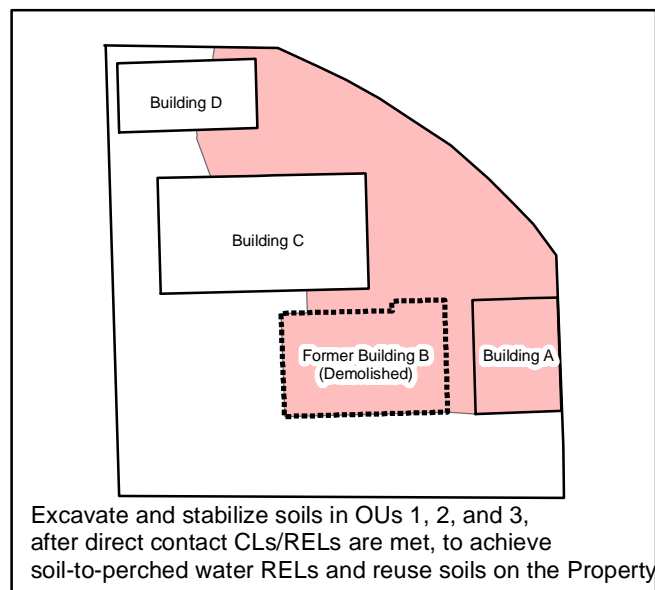 Building D
Building C
Former Building B
(Demolished)
Building A
Excavate and stabilize soils in OUs 1, 2, and 3,
after direct contact CLs/RELs are met, to achieve
soil-to-perched water RELs and reuse soils on the Property